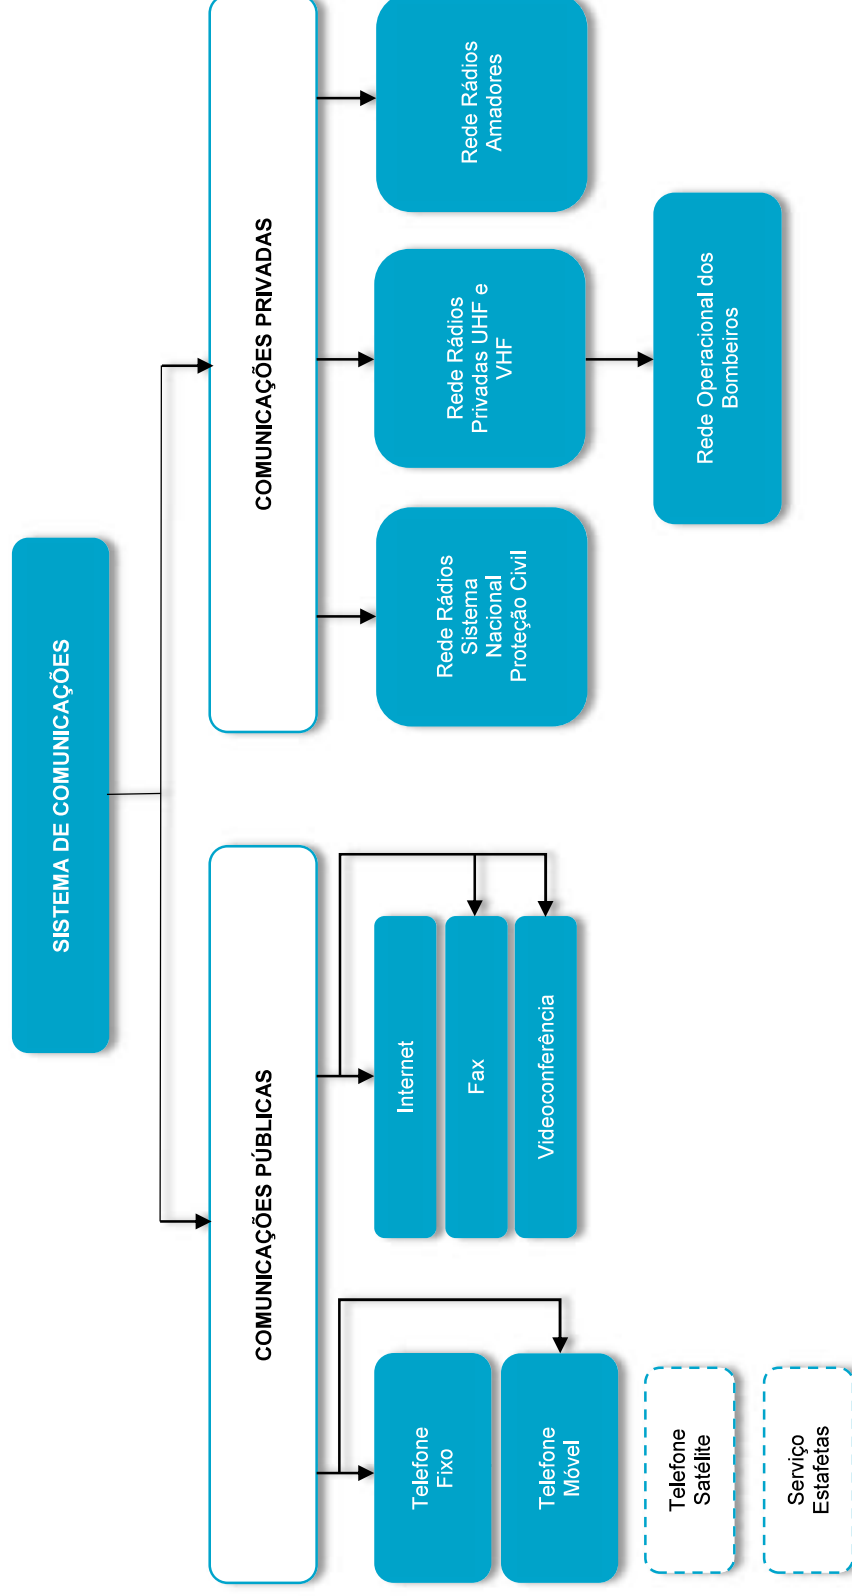 SISTEMA DE COMUNICAÇÕES
COMUNICAÇÕES PÚBLICAS
COMUNICAÇÕES PRIVADAS
Telefone
Fixo
Telefone
Móvel
Telefone
Satélite
Serviço
Estafetas
Internet
Fax
Videoconferência
Rede Rádios
Sistema
Nacional
Proteção Civil
Rede Rádios
Privadas UHF e
VHF
Rede Operacional dos
Bombeiros
Rede Rádios
Amadores